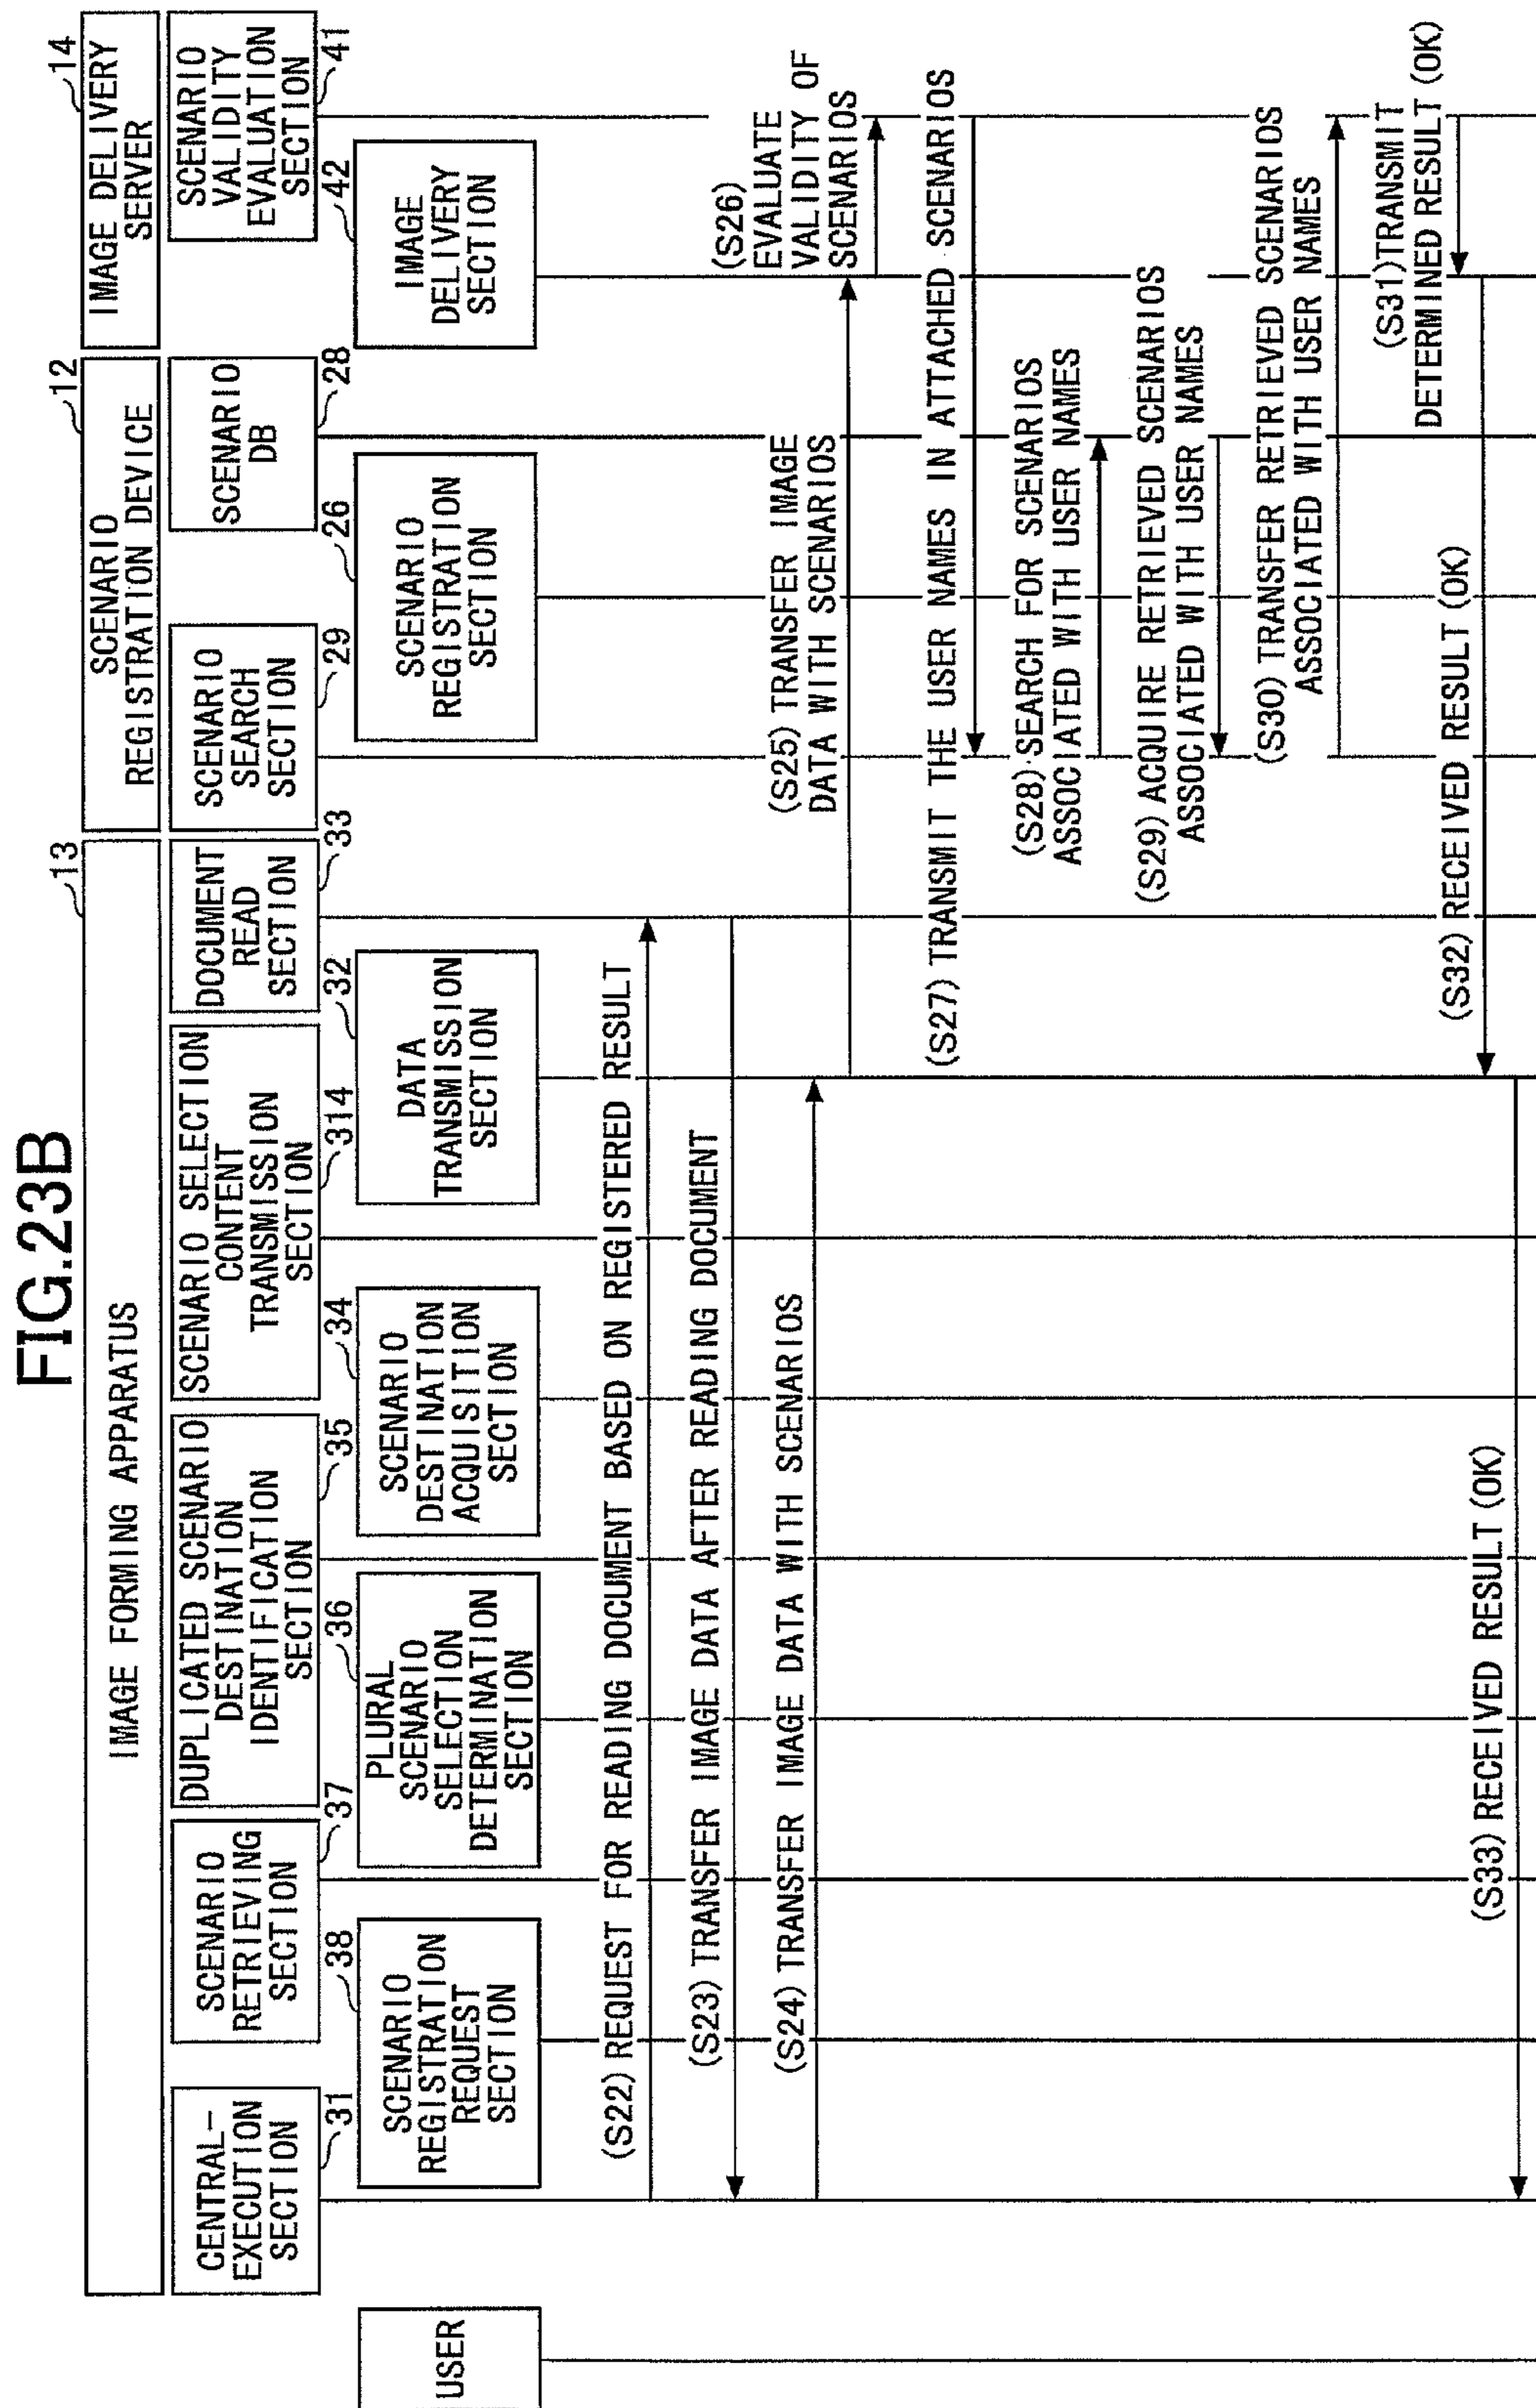 FIG.23B
13
IMAGE FORMING APPARATUS
12
SCENARIO
REGISTRATION DEVICE
14
IMAGE DELIVERY
SERVER
CENTRAL-
EXECUTION
SECTION
31
SCENARIO
RETRIEVING
SECTION
37
DUPLICATED SCENARIO
DESTINATION
IDENTIFICATION
SECTION
35
SCENARIO SELECTION
CONTENT
TRANSMISSION
SECTION
314
DOCUMENT
READ
SECTION
33
SCENARIO
SEARCH
SECTION
29
SCENARIO
DB
28
SCENARIO
VALIDITY
EVALUATION
SECTION
41
USER
38
SCENARIO
REGISTRATION
REQUEST
SECTION
36
PLURAL
SCENARIO
SELECTION
DETERMINATION
SECTION
34
SCENARIO
DESTINATION
ACQUISITION
SECTION
32
DATA
TRANSMISSION
SECTION
26
SCENARIO
REGISTRATION
SECTION
42
IMAGE
DELIVERY
SECTION
(S22) REQUEST FOR READING DOCUMENT BASED ON REGISTERED RESULT
(S23) TRANSFER IMAGE DATA AFTER READING DOCUMENT
(S24) TRANSFER IMAGE DATA WITH SCENARIOS
(S25) TRANSFER IMAGE
DATA WITH SCENARIOS
(S26)
EVALUATE
VALIDITY OF
SCENARIOS
(S27) TRANSMIT THE USER NAMES IN ATTACHED SCENARIOS
(S28) SEARCH FOR SCENARIOS
ASSOCIATED WITH USER NAMES
(S29) ACQUIRE RETRIEVED SCENARIOS
ASSOCIATED WITH USER NAMES
(S30) TRANSFER RETRIEVED SCENARIOS
ASSOCIATED WITH USER NAMES
(S31) TRANSMIT
DETERMINED RESULT (OK)
(S32) RECEIVED RESULT (OK)
(S33) RECEIVED RESULT (OK)